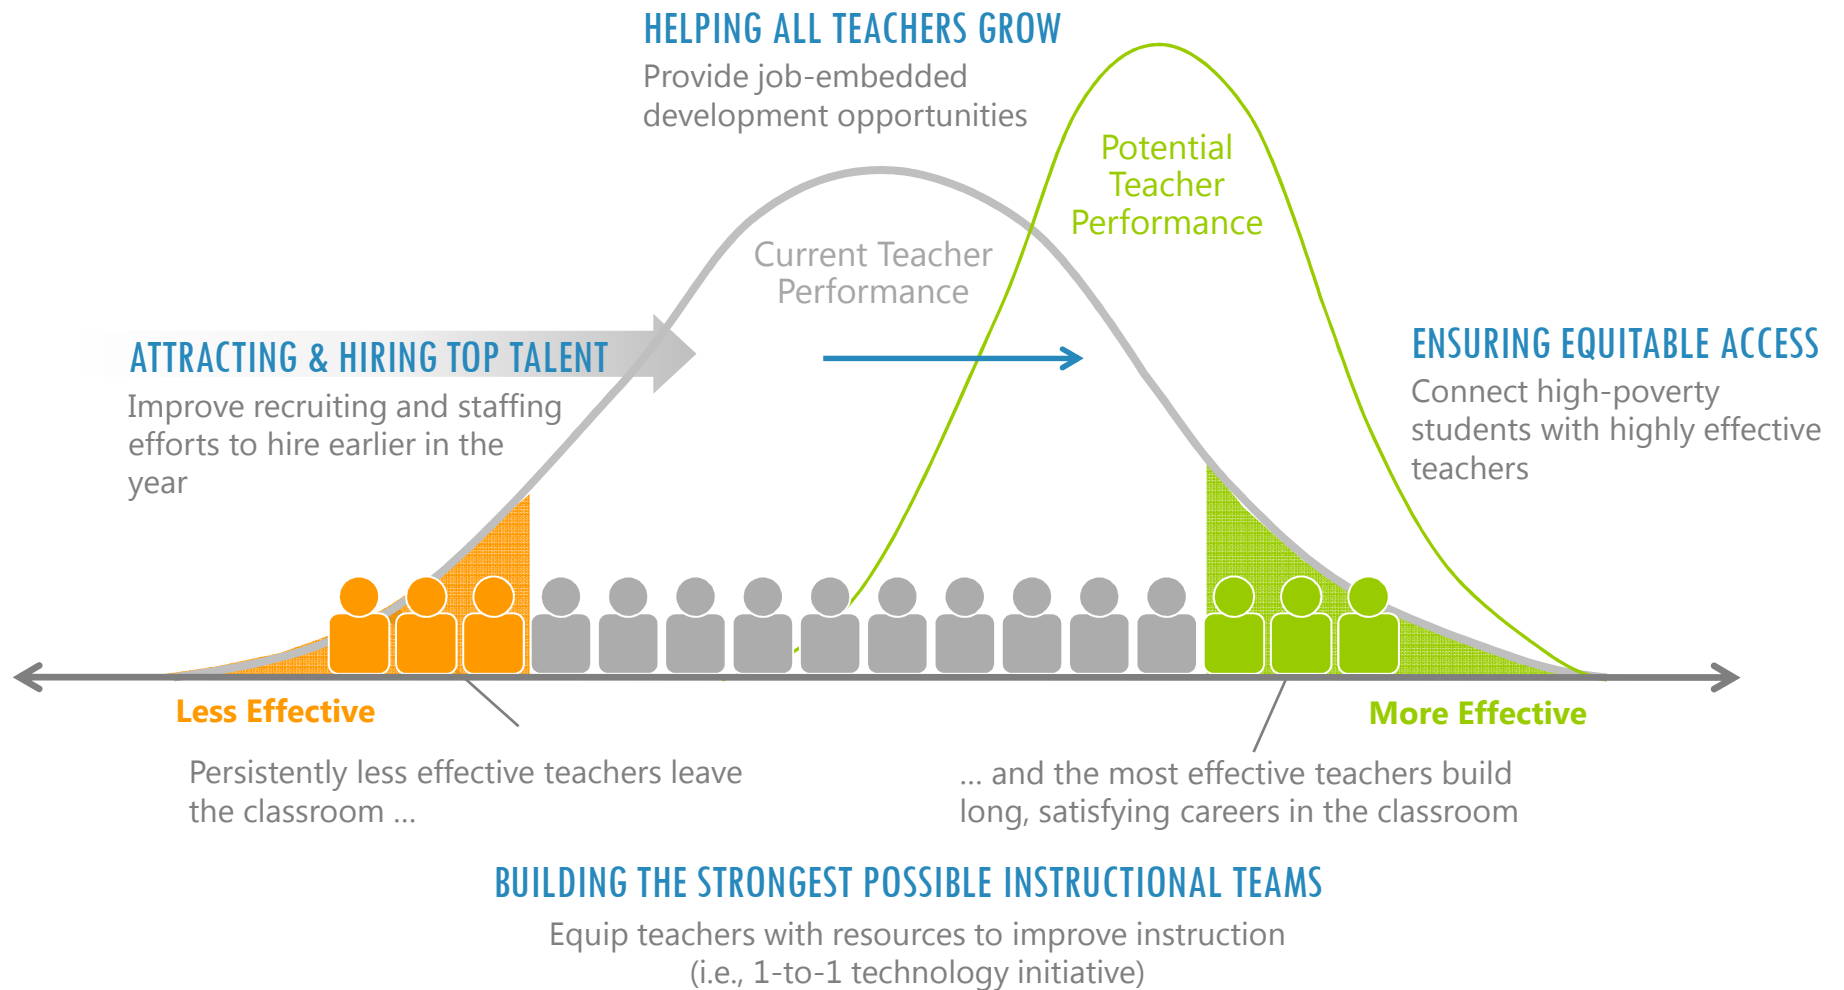 HELPING ALL TEACHERS GROW
Provide job-embedded
development opportunities
Potential
Teacher
Performance
Current Teacher
Performance
ATTRACTING & HIRING TOP TALENT
Improve recruiting and staffing
efforts to hire earlier in the
year
ENSURING EQUITABLE ACCESS
Connect high-poverty
students with highly effective
teachers
Less Effective
More Effective
Persistently less effective teachers leave
the classroom ...
... and the most effective teachers build
long, satisfying careers in the classroom
BUILDING THE STRONGEST POSSIBLE INSTRUCTIONAL TEAMS
Equip teachers with resources to improve instruction
(i.e., 1-to-1 technology initiative)